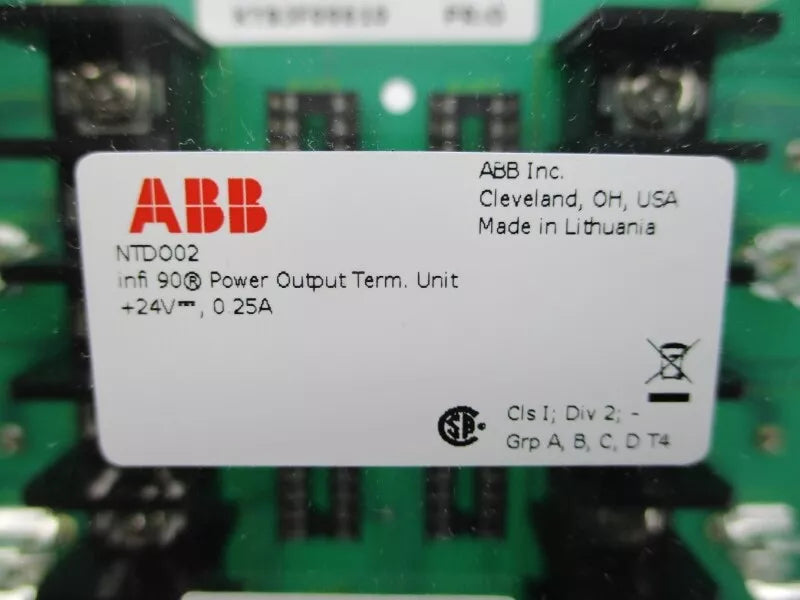 ABB
ABB Inc.
Cleveland, OH, USA
Made in Lithuania
NTDO02
infi 90® Power Output Term. Unit
+24V⎓, 0.25A
Cls I; Div 2; -
Grp A, B, C, D T4